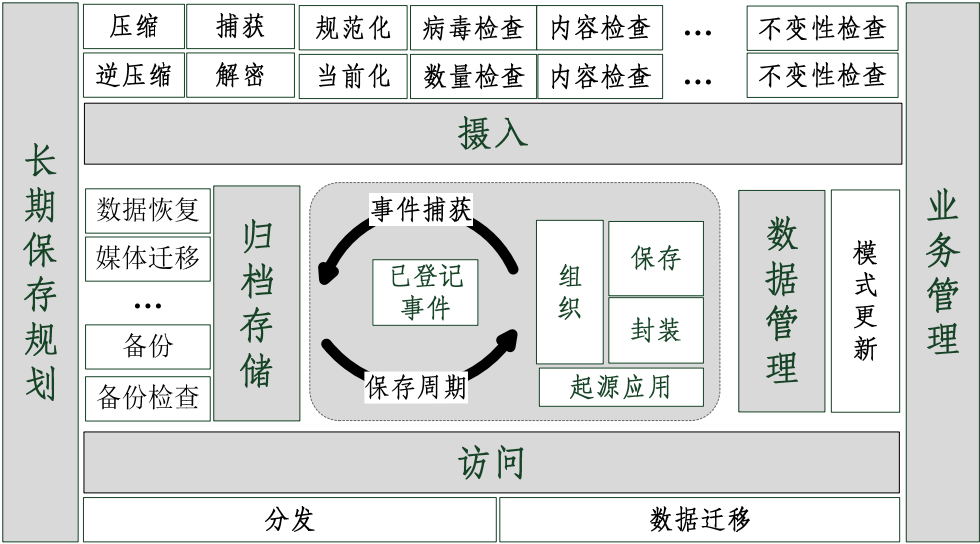 长期保存规划
压缩 捕获 规范化 病毒检查 内容检查 … 不变性检查
逆压缩 解密 当前化 数量检查 内容检查 … 不变性检查
摄入
数据恢复
媒体迁移
…
备份
备份检查
归档存储
事件捕获
已登记
事件
保存周期
组织
保存
封装
起源应用
数据管理
模式更新
访问
分发 数据迁移
业务管理